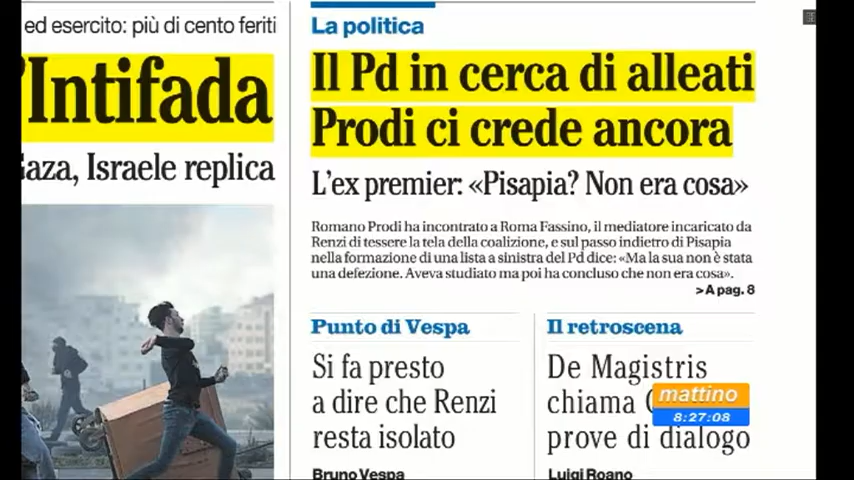 ed esercito: più di cento feriti
'Intifada
Gaza, Israele replica
La politica
Il Pd in cerca di alleati
Prodi ci crede ancora
L'ex premier: «Pisapia? Non era cosa»
Romano Prodi ha incontrato a Roma Fassino, il mediatore incaricato da
Renzi di tessere la tela della coalizione, e sul passo indietro di Pisapia
nella formazione di una lista a sinistra del Pd dice: «Ma la sua non è stata
una defezione. Aveva studiato ma poi ha concluso che non era cosa».
>A pag. 8
Punto di Vespa
Si fa presto
a dire che Renzi
resta isolato
Bruno Vespa
Il retroscena
De Magistris
chiama
prove di dialogo
Luigi Roano
mattino
8:27:08